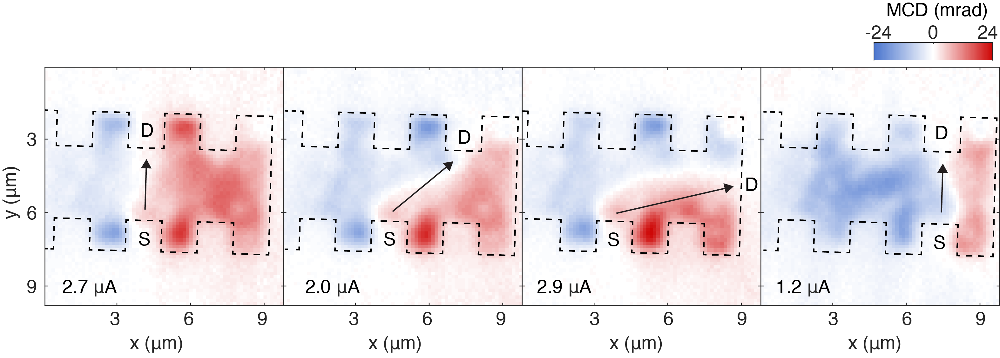 MCD (mrad)
-24 0 24
y (µm)
3
6
9
D
S
2.7 µA
3 6 9
x (µm)
D
S
2.0 µA
3 6 9
x (µm)
D
S
2.9 µA
3 6 9
x (µm)
D
S
1.2 µA
3 6 9
x (µm)